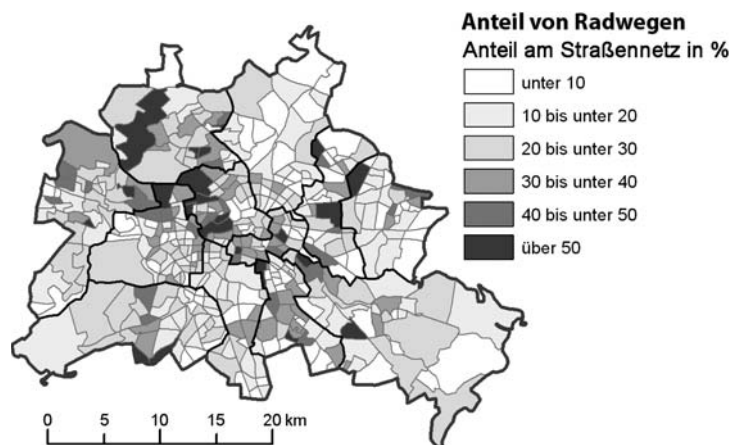 Anteil von Radwegen
Anteil am Straßennetz in %
unter 10
10 bis unter 20
20 bis unter 30
30 bis unter 40
40 bis unter 50
über 50
0 5 10 15 20 km